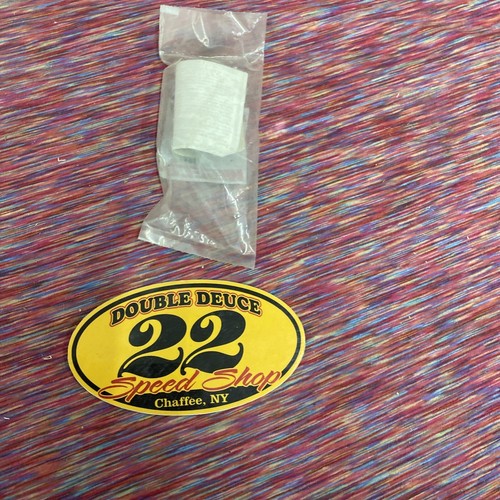 DOUBLE DEUCE
22
Speed Shop
Chaffee, NY